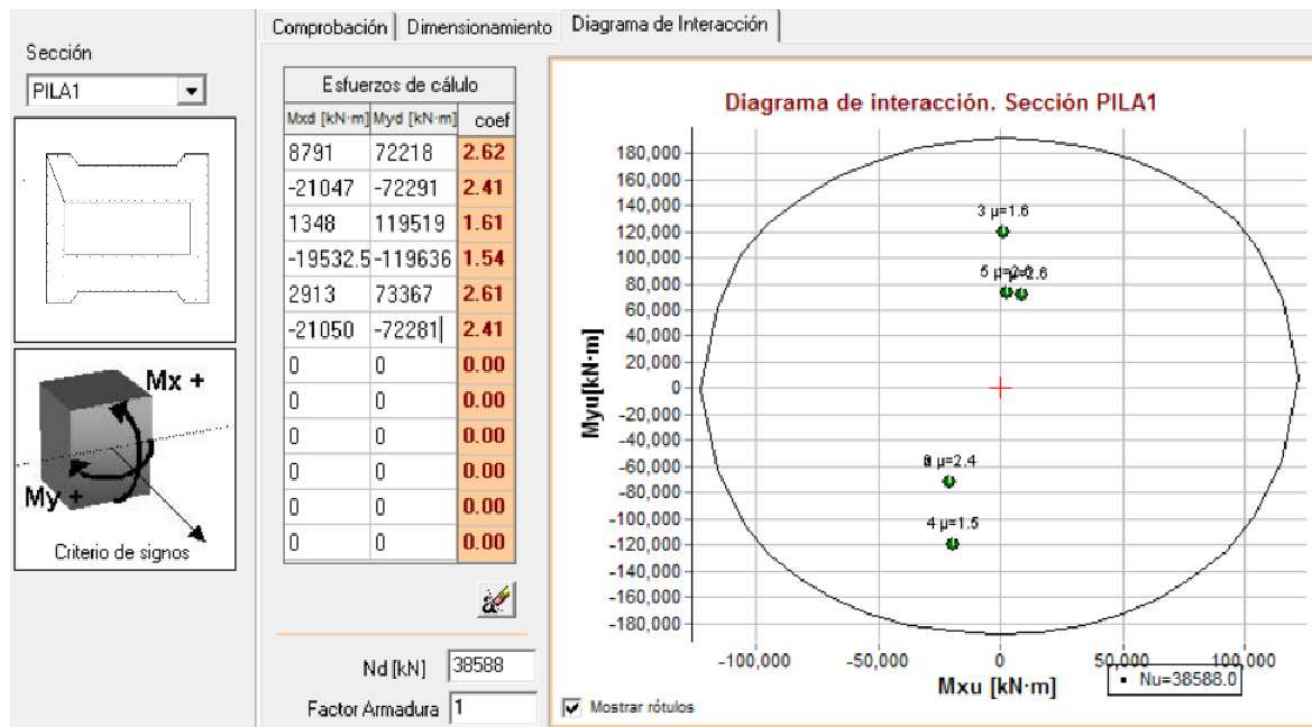 Comprobación Dimensionamiento Diagrama de Interacción
Sección
PILA1
Mx +
My +
Criterio de signos
Esfuerzos de cálulo
Mxd [kN·m] Myd [kN·m] coef
8791 72218 2.62
-21047 -72291 2.41
1348 119519 1.61
-19532.5 -119636 1.54
2913 73367 2.61
-21050 -72281 2.41
0 0 0.00
0 0 0.00
0 0 0.00
0 0 0.00
0 0 0.00
0 0 0.00
a
Nd [kN] 38588
Factor Armadura 1
Diagrama de interacción. Sección PILA1
Myu[kN·m]
180,000
160,000
140,000
120,000
100,000
80,000
60,000
40,000
20,000
0
-20,000
-40,000
-60,000
-80,000
-100,000
-120,000
-140,000
-160,000
-180,000
3 μ=1.6
5
μ=2.4
4 μ=1.5
-100,000 -50,000 0 50,000 100,000
Mxu [kN·m]
Nu=38588.0
Mostrar rótulos